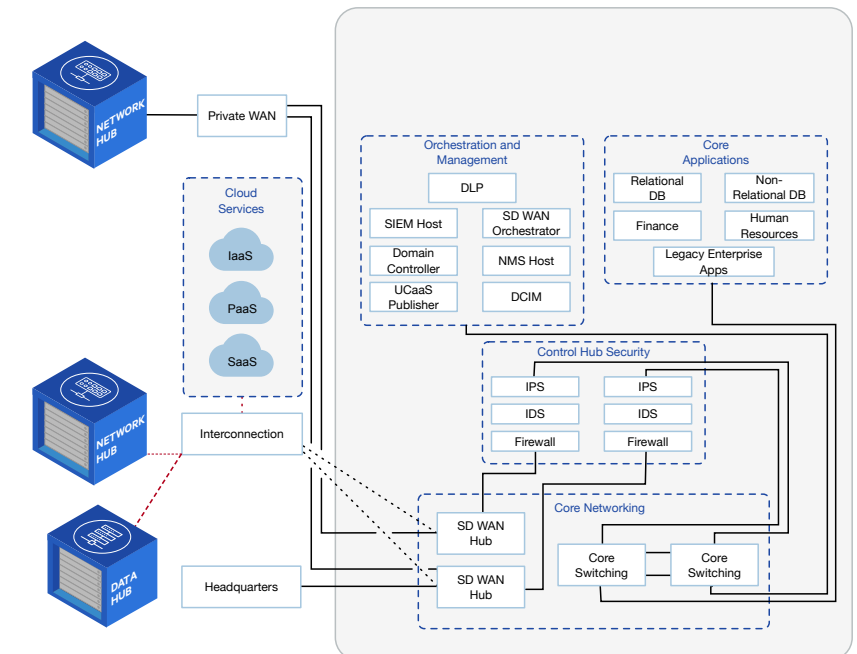 NETWORK
HUB
Private WAN
Cloud
Services
IaaS
PaaS
SaaS
NETWORK
HUB
Interconnection
DATA
HUB
Headquarters
Orchestration and
Management
DLP
SIEM Host
SD WAN
Orchestrator
Domain
Controller
NMS Host
UCaaS
Publisher
DCIM
Core
Applications
Relational
DB
Non-
Relational DB
Finance
Human
Resources
Legacy Enterprise
Apps
Control Hub Security
IPS
IPS
IDS
IDS
Firewall
Firewall
Core Networking
SD WAN
Hub
SD WAN
Hub
Core
Switching
Core
Switching